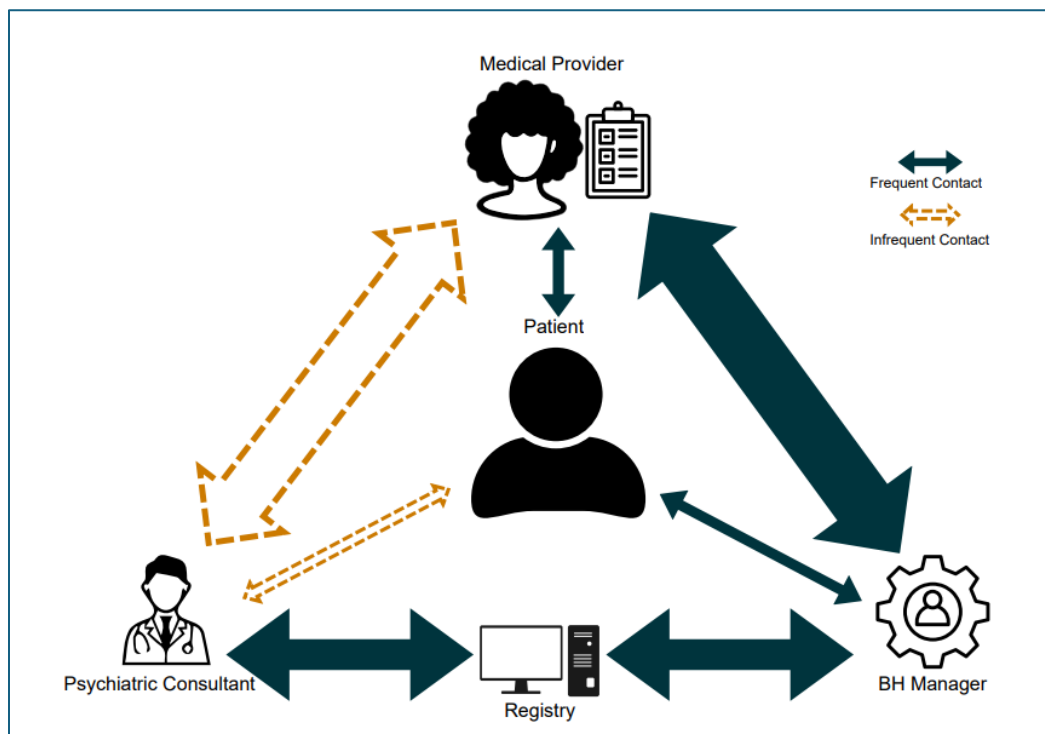 Medical Provider
Frequent Contact
Infrequent Contact
Patient
Psychiatric Consultant
Registry
BH Manager